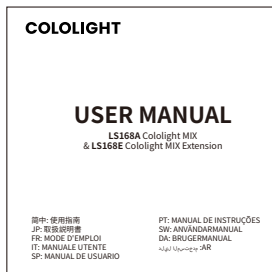 COLOLIGHT
USER MANUAL
LS168A Cololight MIX
& LS168E Cololight MIX Extension
简中: 使用指南
JP: 取扱説明書
FR: MODE D'EMPLOI
IT: MANUALE UTENTE
SP: MANUAL DE USUARIO
PT: MANUAL DE INSTRUÇÕES
SW: ANVÄNDARMANUAL
DA: BRUGERMANUAL
:AR